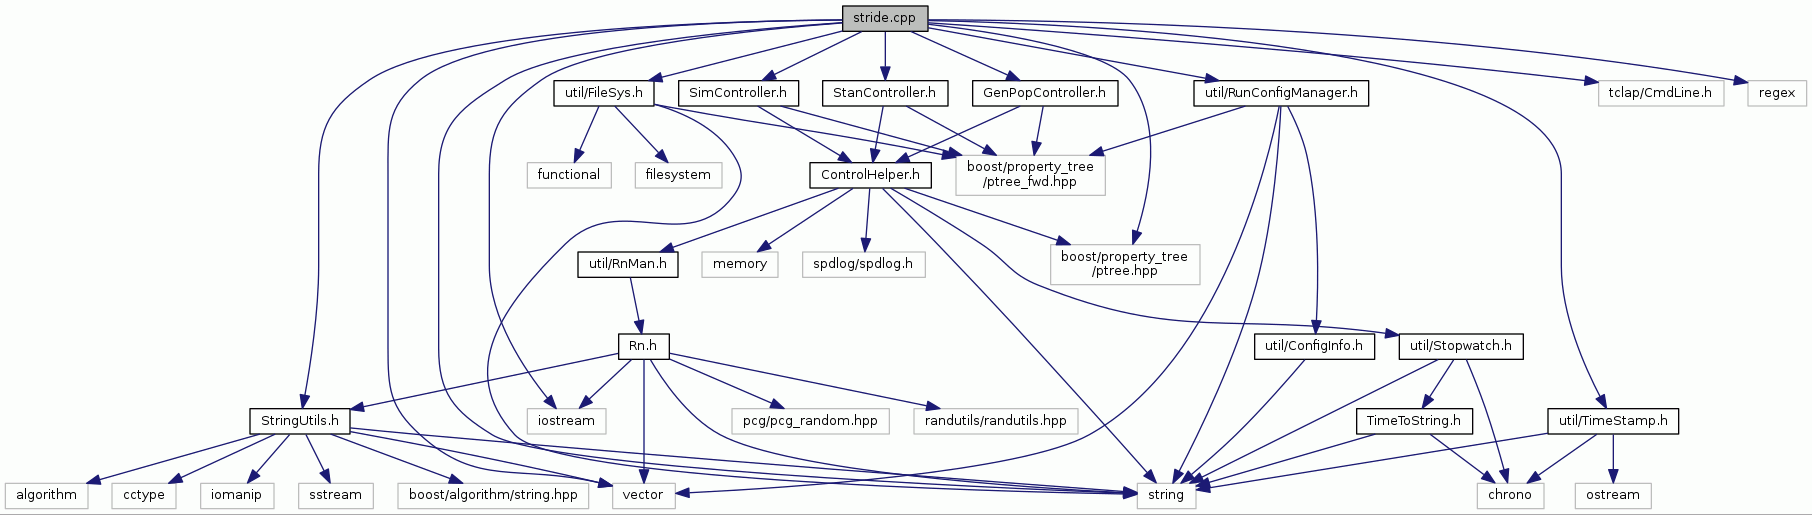 stride.cpp
util/FileSys.h
SimController.h
StanController.h
GenPopController.h
util/RunConfigManager.h
tclap/CmdLine.h
regex
functional
filesystem
ControlHelper.h
boost/property_tree
/ptree_fwd.hpp
util/RnMan.h
memory
spdlog/spdlog.h
boost/property_tree
/ptree.hpp
Rn.h
util/ConfigInfo.h
util/Stopwatch.h
StringUtils.h
iostream
pcg/pcg_random.hpp
randutils/randutils.hpp
TimeToString.h
util/TimeStamp.h
algorithm
cctype
iomanip
sstream
boost/algorithm/string.hpp
vector
string
chrono
ostream